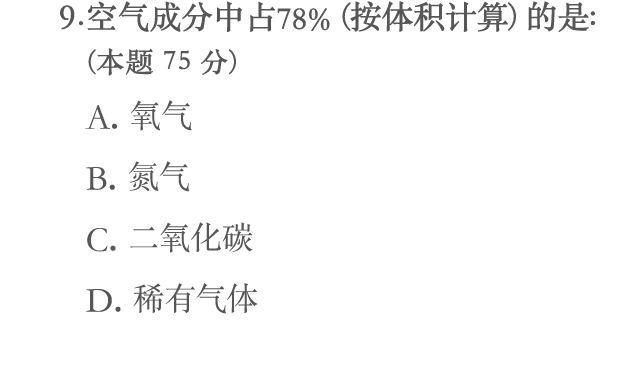 9.空气成分中占78% (按体积计算) 的是:
(本题 75 分)
A. 氧气
B. 氮气
C. 二氧化碳
D. 稀有气体